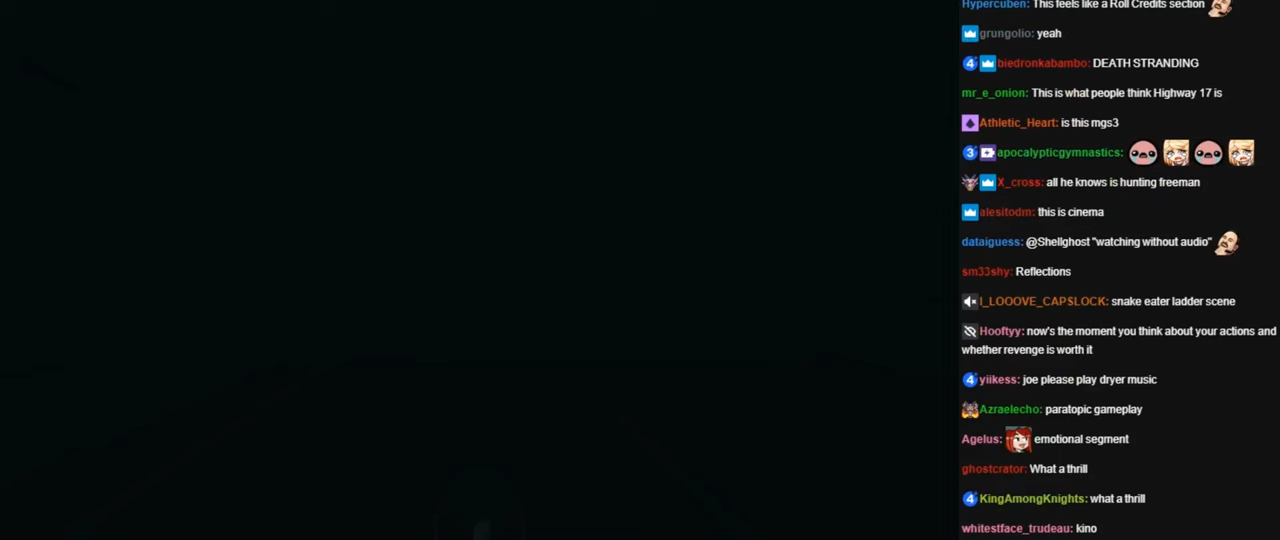 Hypercuben: This feels like a Roll Credits section
grungolio: yeah
4 biedronkabambo: DEATH STRANDING
mr_e_onion: This is what people think Highway 17 is
Athletic_Heart: is this mgs3
3 apocalypticgymnastics:
X_cross: all he knows is hunting freeman
alesitodm: this is cinema
dataiguess: @Shellghost "watching without audio"
sm33shy: Reflections
I_LOOOVE_CAPSLOCK: snake eater ladder scene
Hooftyy: now's the moment you think about your actions and
whether revenge is worth it
4 yiikess: joe please play dryer music
Azraelecho: paratopic gameplay
Agelus: emotional segment
ghostcrator: What a thrill
4 KingAmongKnights: what a thrill
whitestface_trudeau: kino